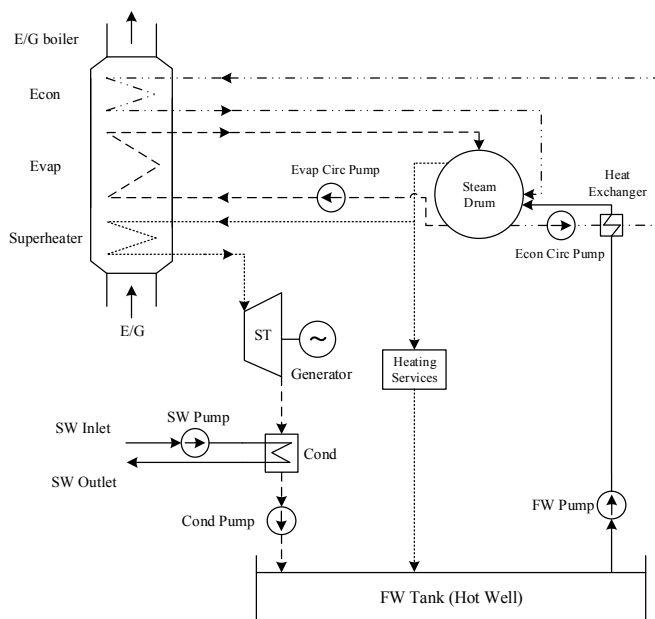 E/G boiler
Econ
Evap
Evap Circ Pump
Steam
Drum
Heat
Exchanger
Superheater
Econ Circ Pump
E/G
ST
~
Generator
Heating
Services
SW Inlet
SW Pump
Cond
SW Outlet
Cond Pump
FW Pump
FW Tank (Hot Well)